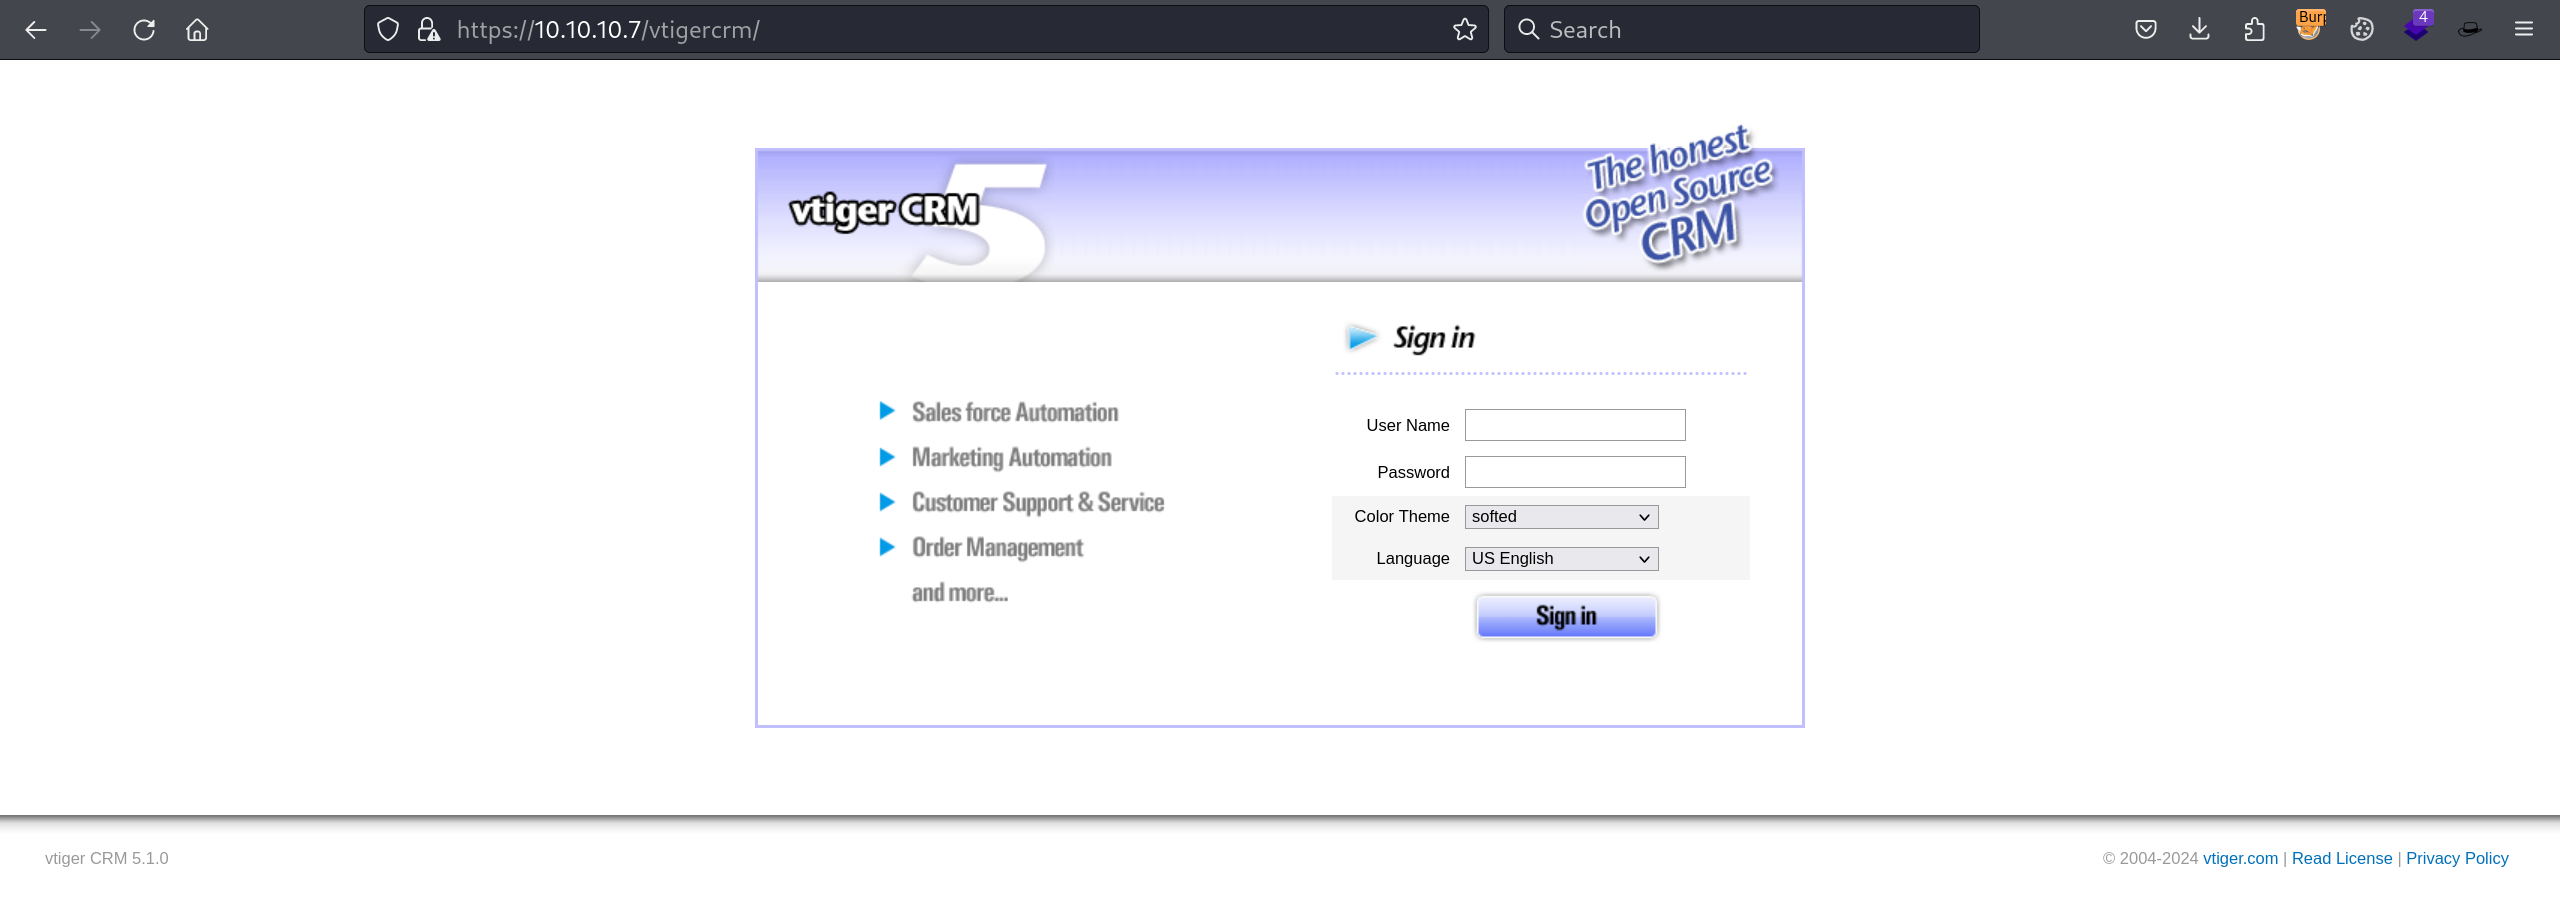 https://10.10.10.7/vtigercrm/
Search
Bur
4
vtiger CRM 5
The honest
Open Source
CRM
Sign in
Sales force Automation
Marketing Automation
Customer Support & Service
Order Management
and more...
User Name
Password
Color Theme softed
Language US English
Sign in
vtiger CRM 5.1.0
© 2004-2024 vtiger.com | Read License | Privacy Policy